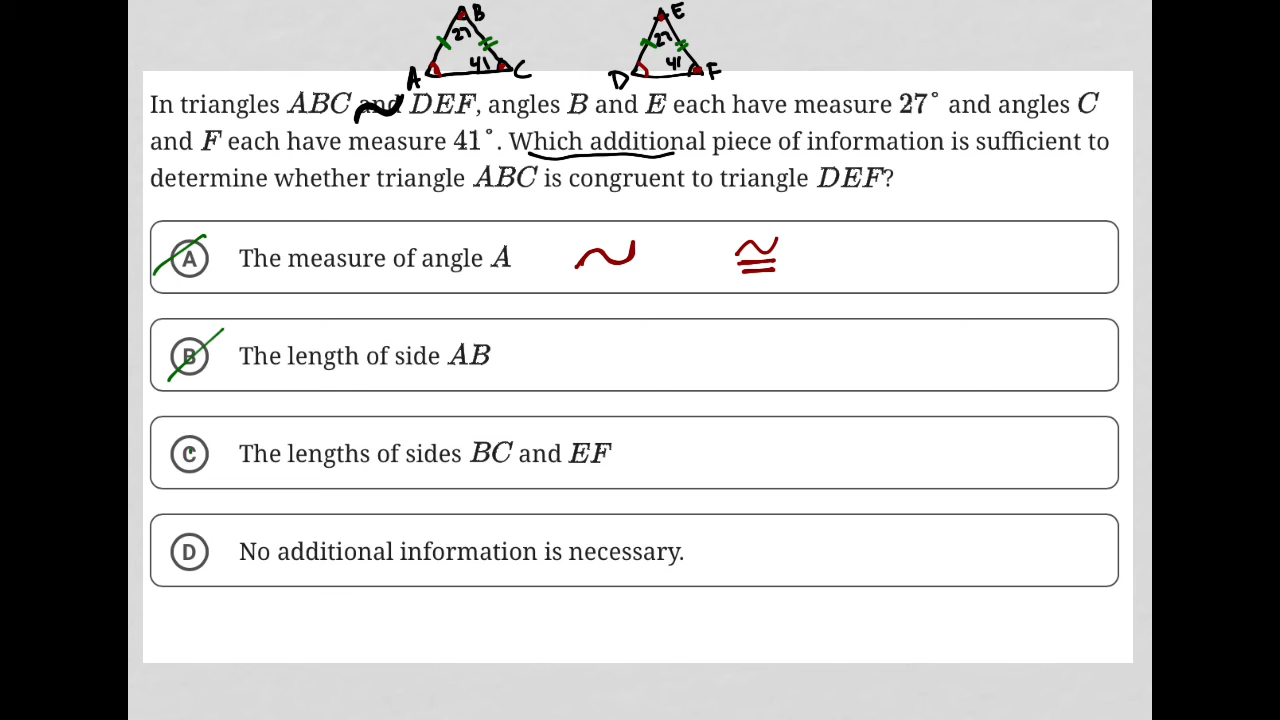 B E
27 27
41 41
A C D F
In triangles ABC and DEF, angles B and E each have measure 27° and angles C
and F each have measure 41°. Which additional piece of information is sufficient to
determine whether triangle ABC is congruent to triangle DEF?
A The measure of angle A ~ ≅
B The length of side AB
C The lengths of sides BC and EF
D No additional information is necessary.